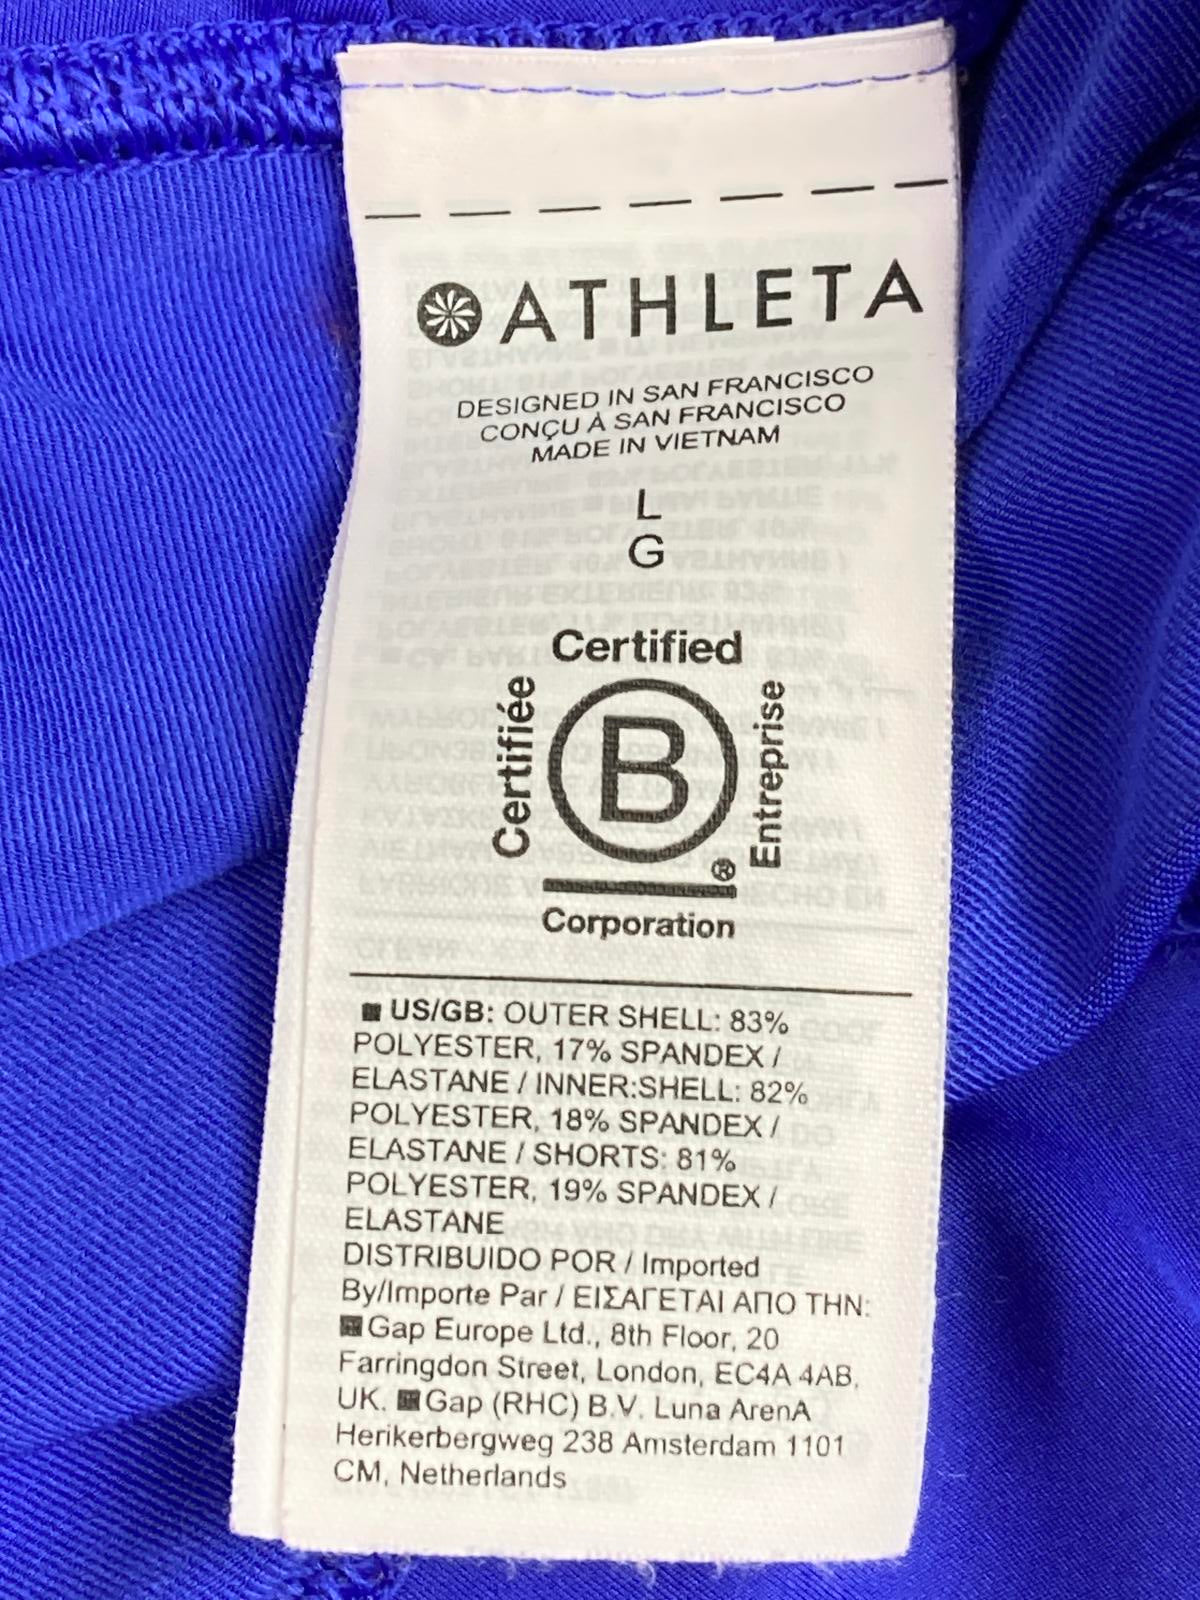 ATHLETA
DESIGNED IN SAN FRANCISCO
CONÇU À SAN FRANCISCO
MADE IN VIETNAM
L
G
Certified
Certifiée
B
Entreprise
®
Corporation
US/GB: OUTER SHELL: 83%
POLYESTER, 17% SPANDEX /
ELASTANE / INNER:SHELL: 82%
POLYESTER, 18% SPANDEX /
ELASTANE / SHORTS: 81%
POLYESTER, 19% SPANDEX /
ELASTANE
DISTRIBUIDO POR / Imported
By/Importe Par / ΕΙΣΑΓΕΤΑΙ ΑΠΟ ΤΗΝ:
Gap Europe Ltd., 8th Floor, 20
Farringdon Street, London, EC4A 4AB,
UK. Gap (RHC) B.V. Luna ArenA
Herikerbergweg 238 Amsterdam 1101
CM, Netherlands